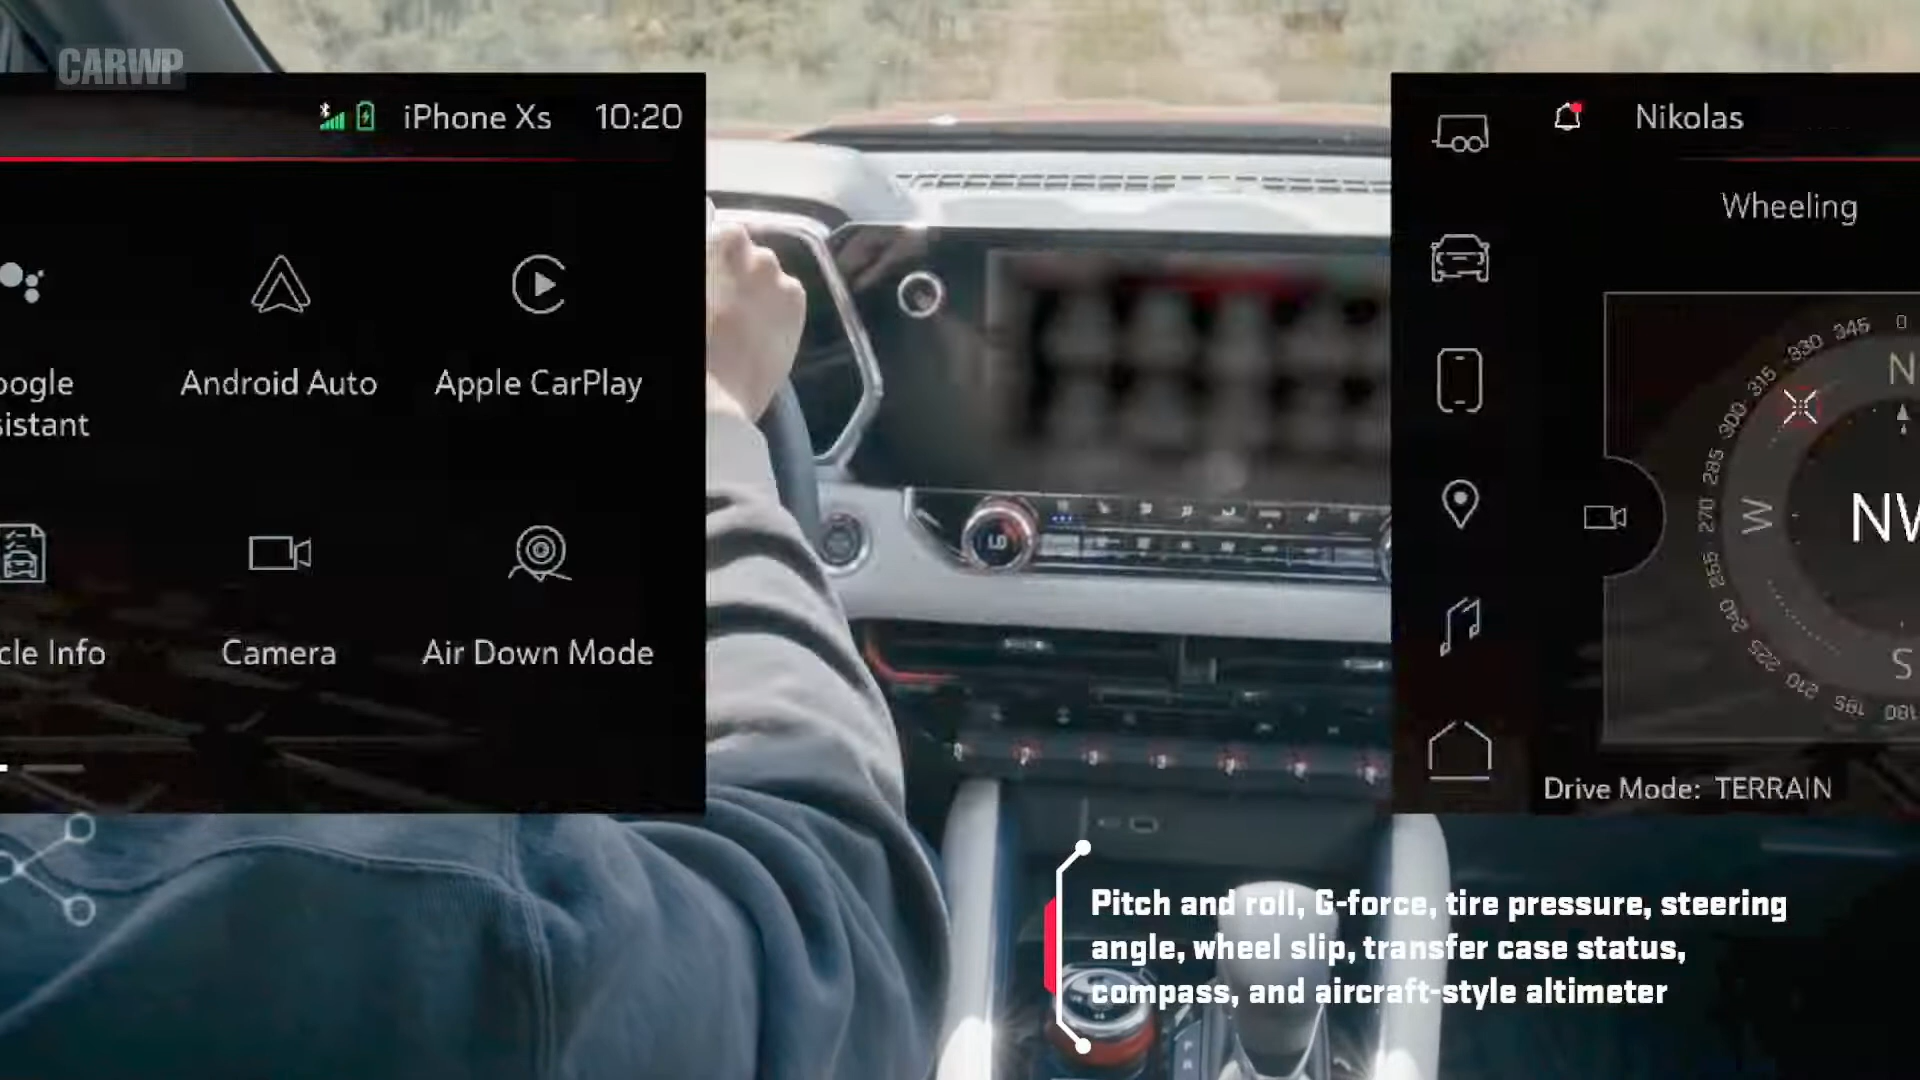 CARWP
iPhone Xs 10:20
oogle
sistant
Android Auto
Apple CarPlay
cle Info
Camera
Air Down Mode
LO
Nikolas
Wheeling
345
0
330
315
300
285
270
255
240
225
210
195
180
N
W
NW
S
Drive Mode: TERRAIN
Pitch and roll, G-force, tire pressure, steering
angle, wheel slip, transfer case status,
compass, and aircraft-style altimeter